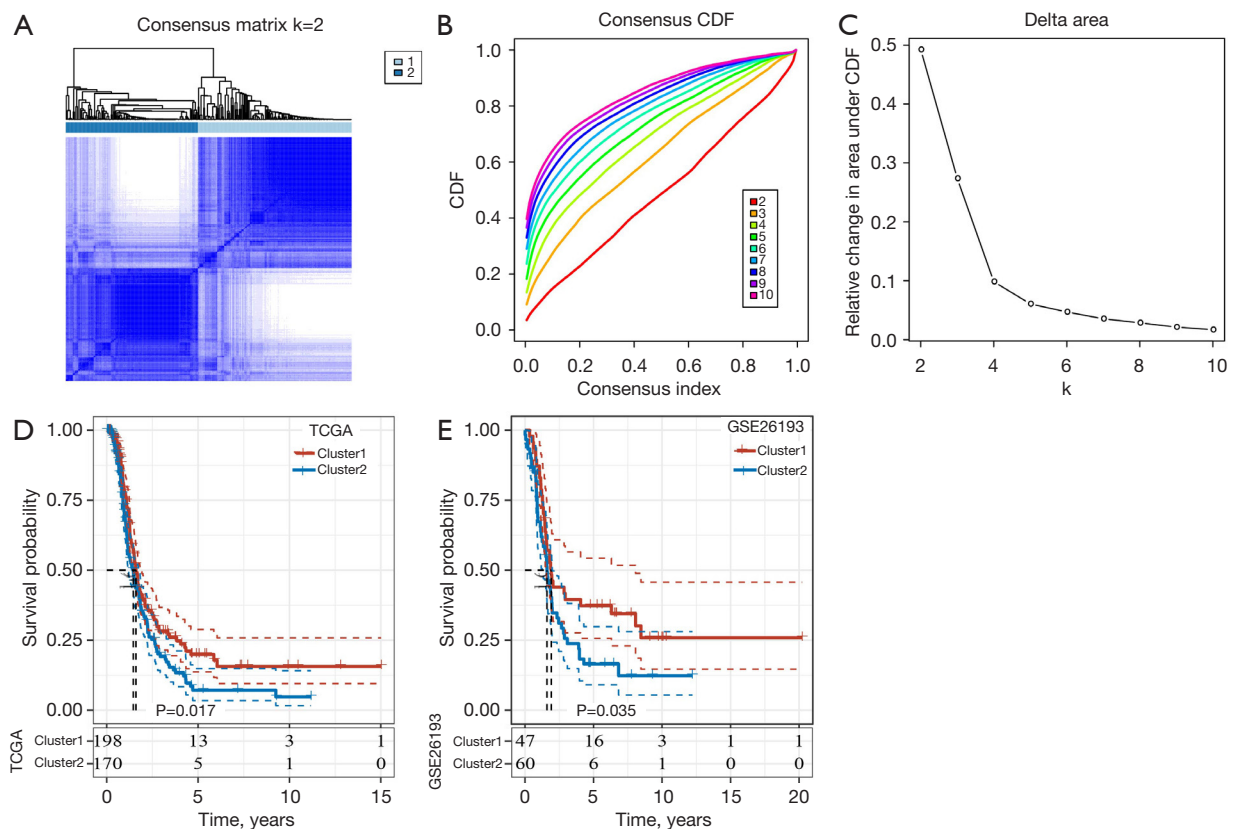 A
Consensus matrix k=2
1
2
B
Consensus CDF
CDF
1.0
0.8
0.6
0.4
0.2
0.0
2
3
4
5
6
7
8
9
10
0.0 0.2 0.4 0.6 0.8 1.0
Consensus index
C
Delta area
Relative change in area under CDF
0.5
0.4
0.3
0.2
0.1
0.0
2 4 6 8 10
k
D
TCGA
Cluster1
Cluster2
Survival probability
1.00
0.75
0.50
0.25
0.00
P=0.017
TCGA
Cluster1 198 13 3 1
Cluster2 170 5 1 0
0 5 10 15
Time, years
E
GSE26193
Cluster1
Cluster2
Survival probability
1.00
0.75
0.50
0.25
0.00
P=0.035
GSE26193
Cluster1 47 16 3 1 1
Cluster2 60 6 1 0 0
0 5 10 15 20
Time, years